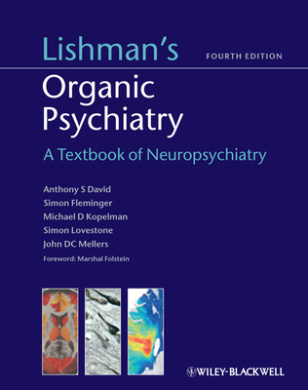 Lishman's FOURTH EDITION
Organic
Psychiatry
A Textbook of Neuropsychiatry
Anthony S David
Simon Fleminger
Michael D Kopelman
Simon Lovestone
John DC Mellers
Foreword: Marshal Folstein
WILEY-BLACKWELL